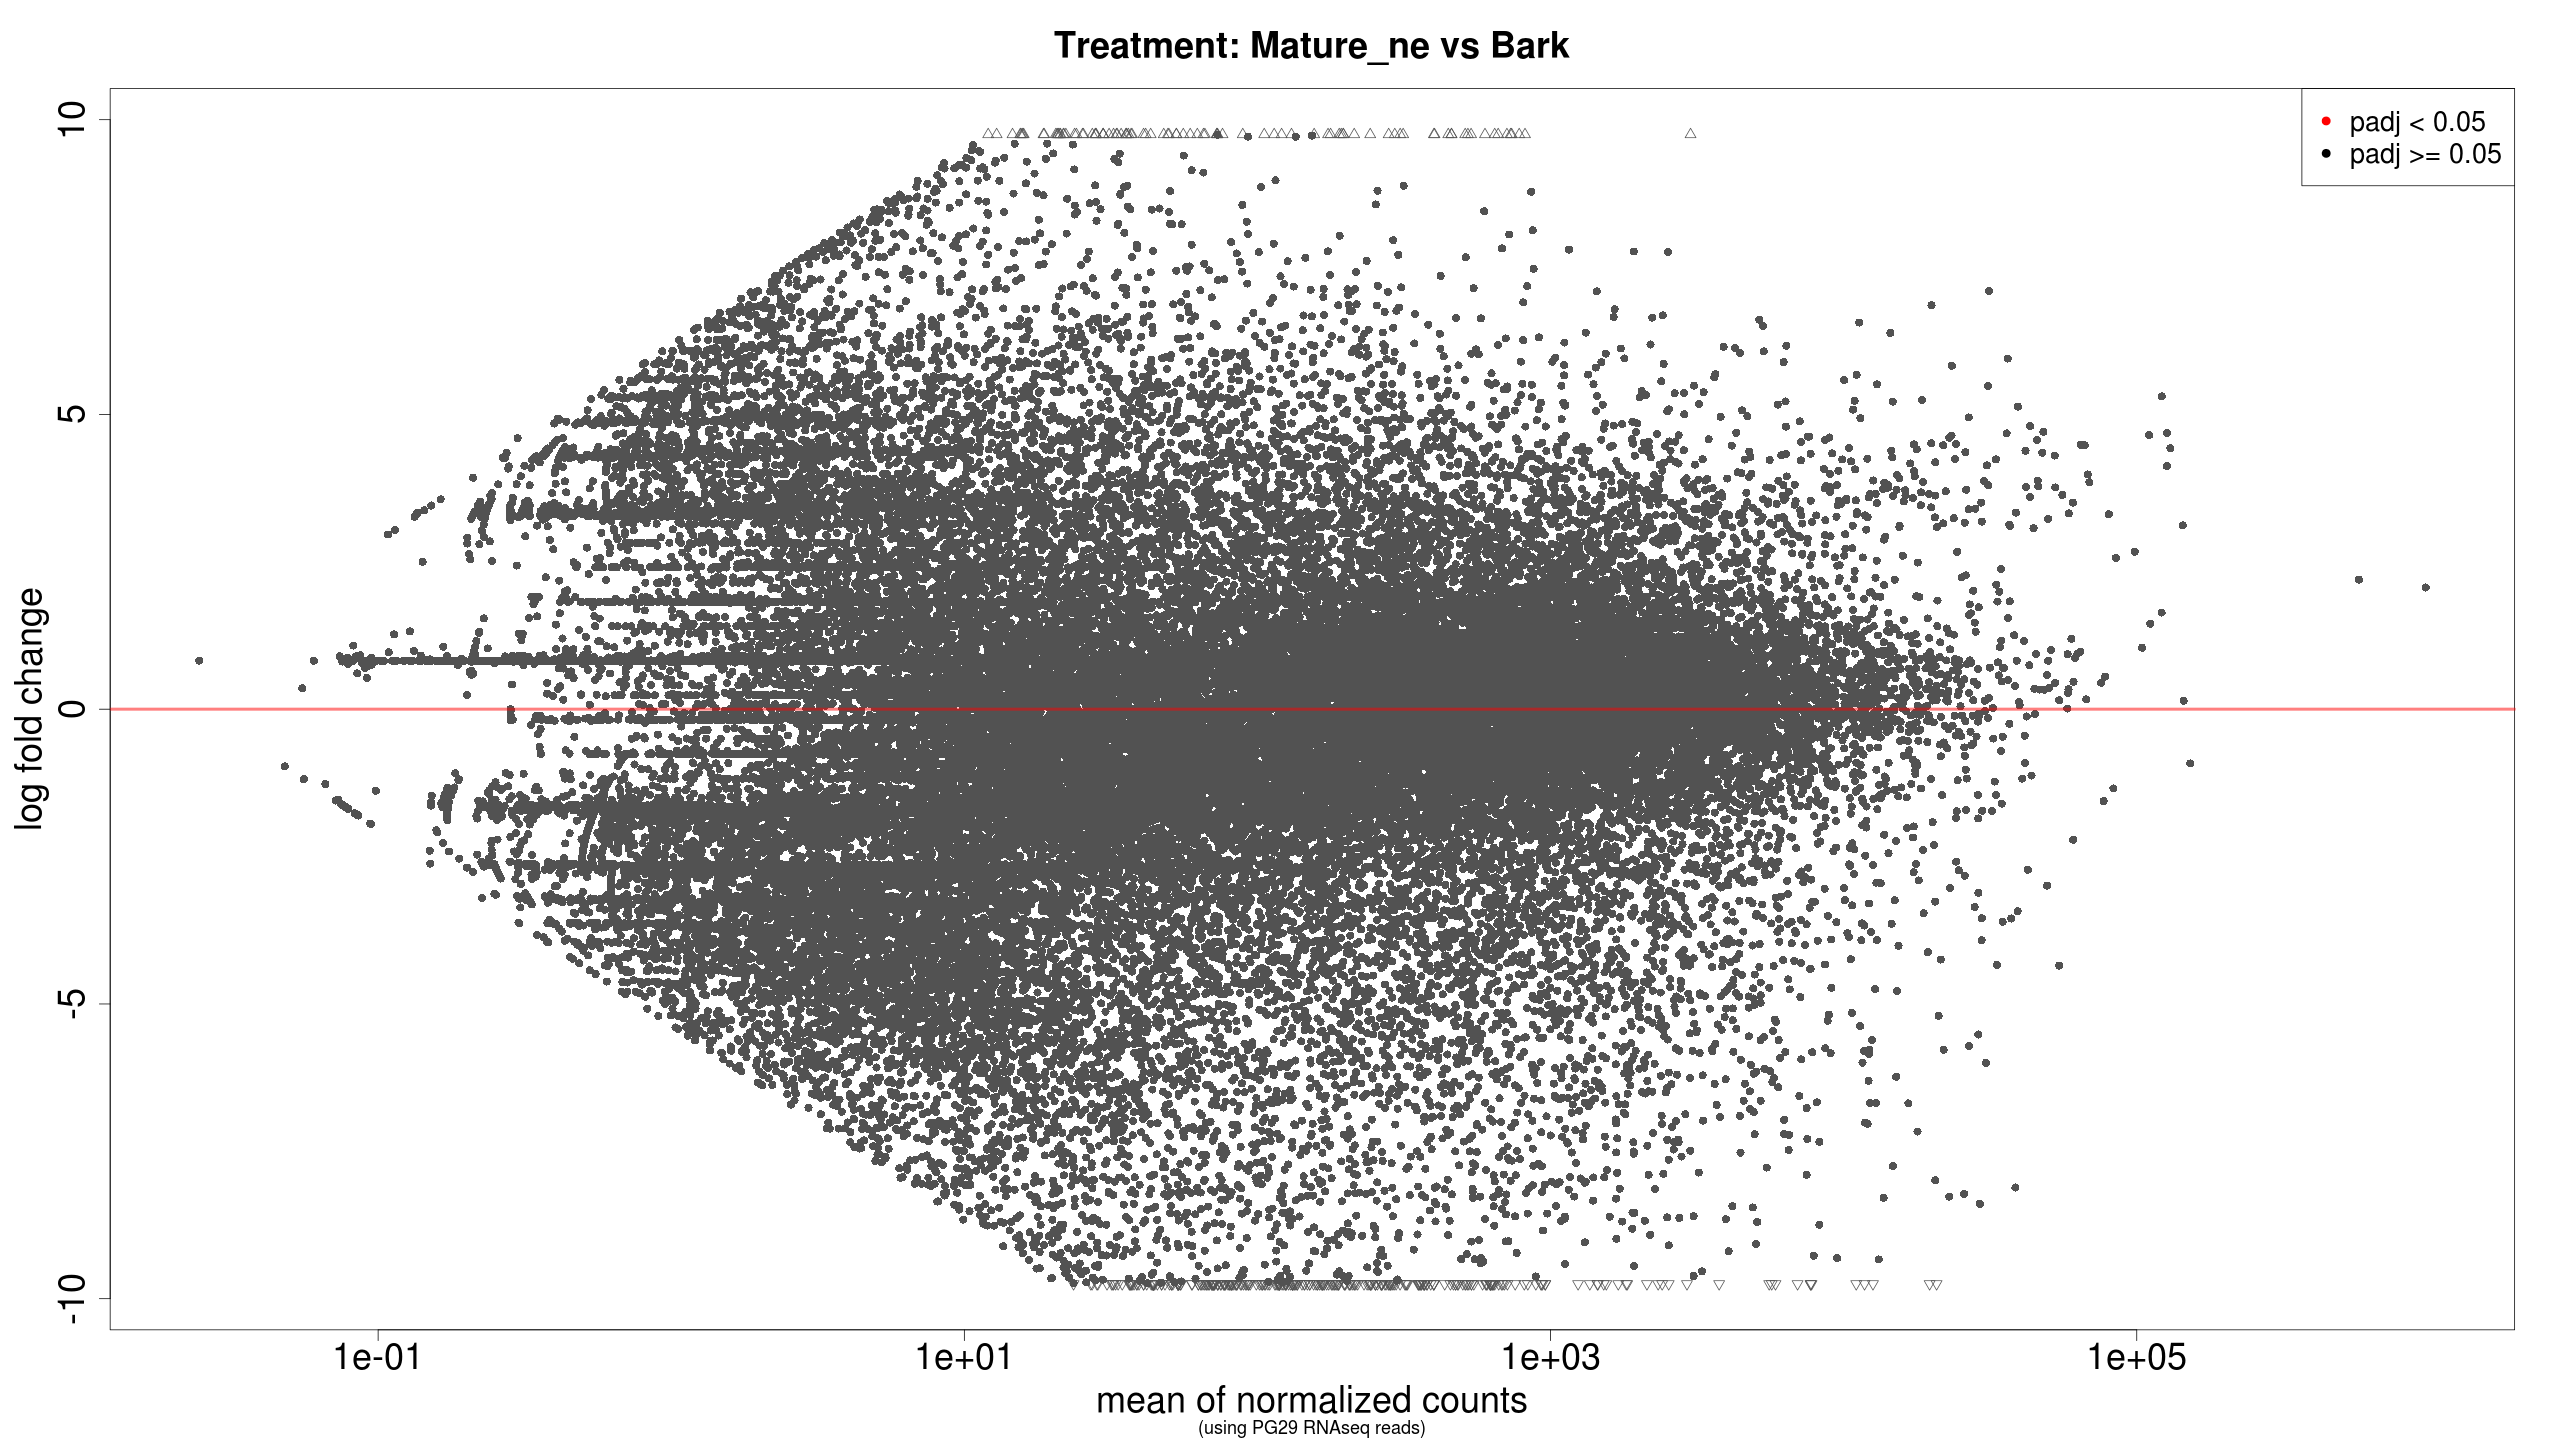 Treatment: Mature_ne vs Bark
padj < 0.05
padj >= 0.05
log fold change
10
5
0
-5
-10
1e-01
1e+01
1e+03
1e+05
mean of normalized counts
(using PG29 RNAseq reads)